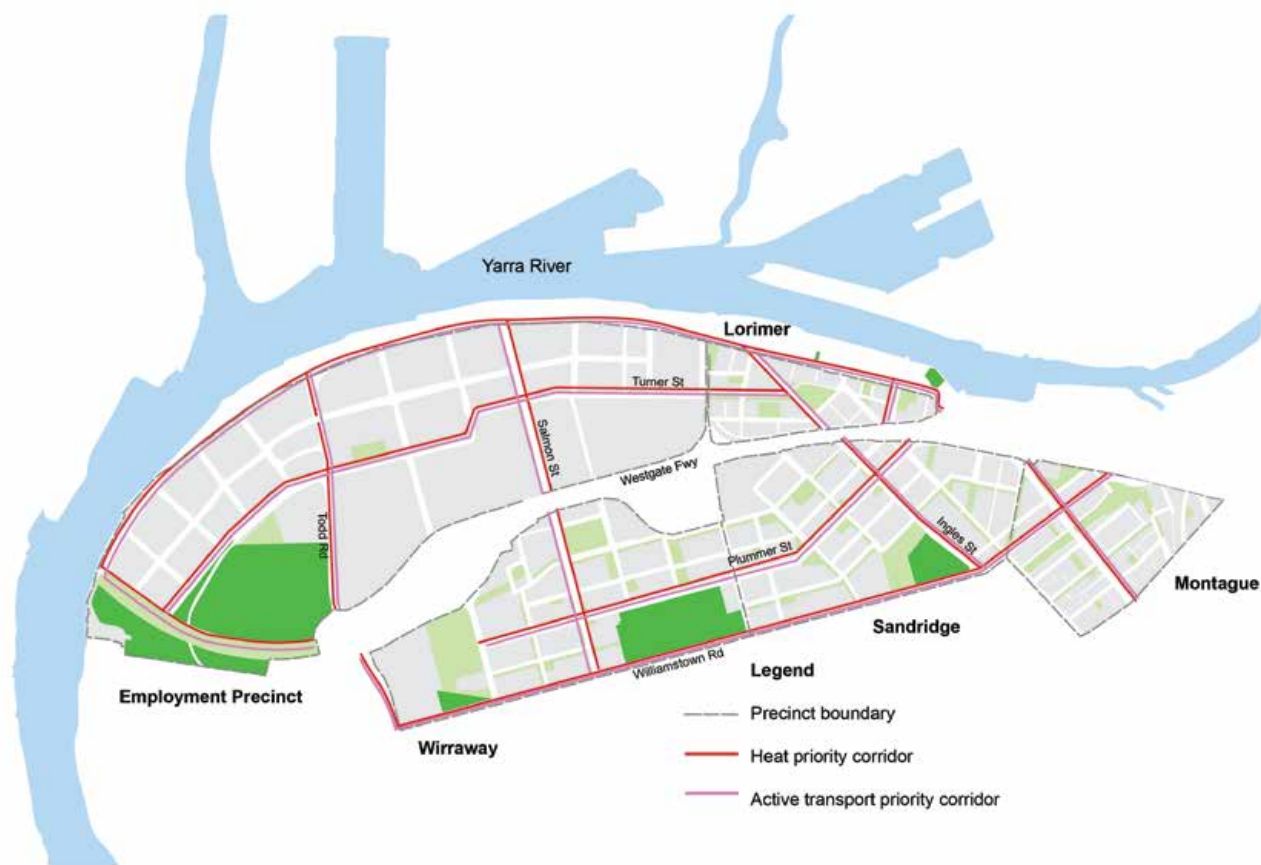 Yarra River
Lorimer
Turner St
Salmon St
Westgate Fwy
Todd Rd
Ingles St
Plummer St
Montague
Sandridge
Williamstown Rd
Employment Precinct
Wirraway
Legend
Precinct boundary
Heat priority corridor
Active transport priority corridor